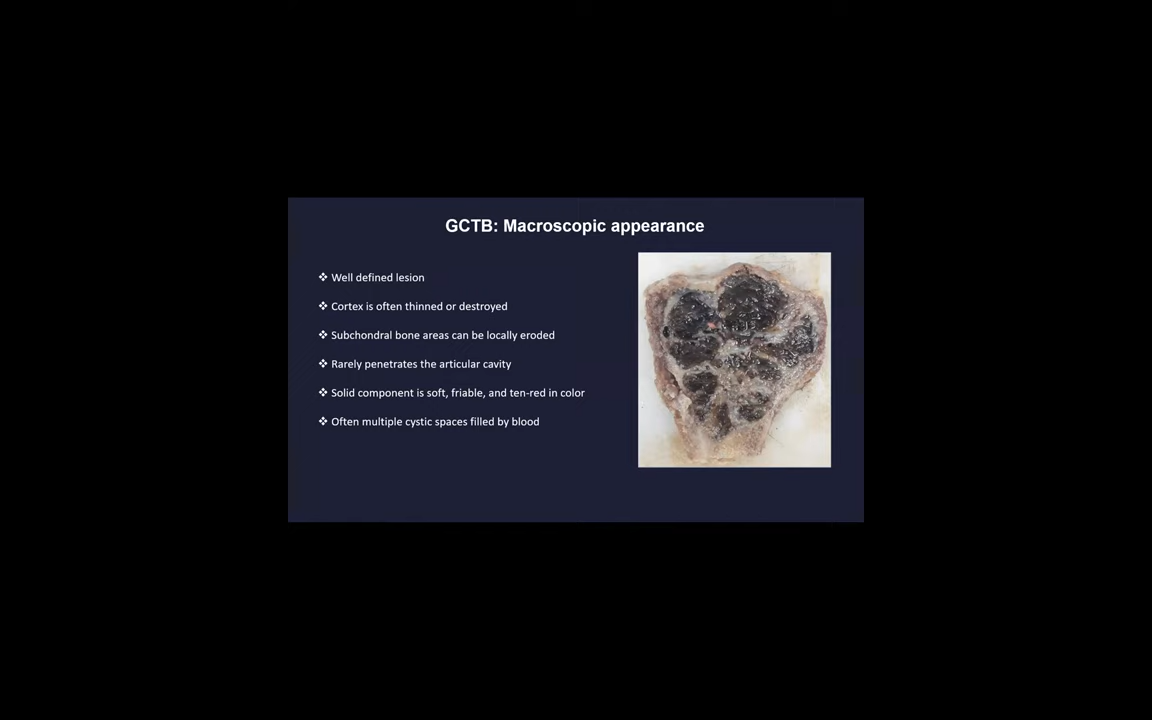 GCTB: Macroscopic appearance
❖ Well defined lesion
❖ Cortex is often thinned or destroyed
❖ Subchondral bone areas can be locally eroded
❖ Rarely penetrates the articular cavity
❖ Solid component is soft, friable, and ten-red in color
❖ Often multiple cystic spaces filled by blood